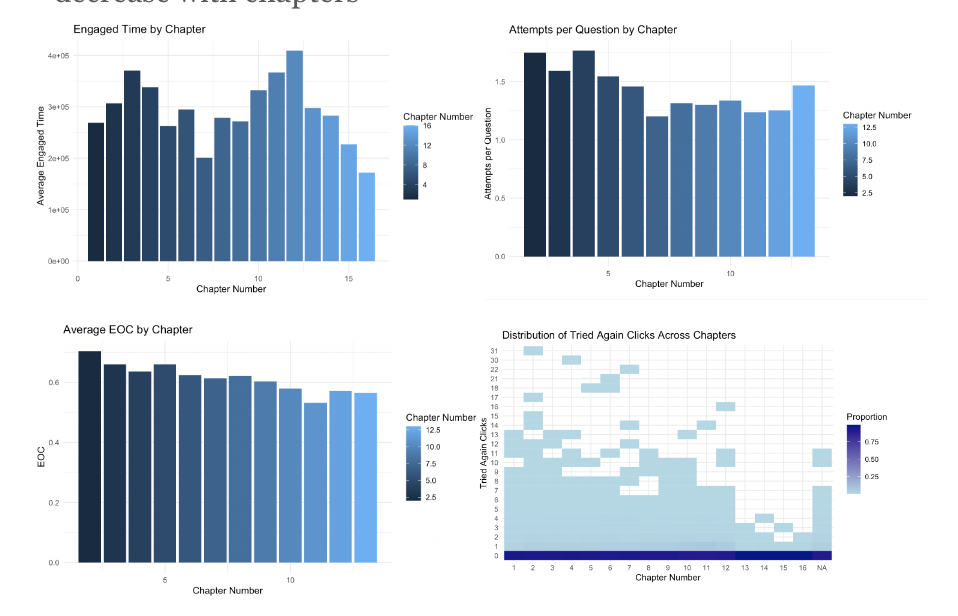 decrease with chapters
Engaged Time by Chapter
4e+05
3e+05
2e+05
1e+05
0e+00
Average Engaged Time
0
5
10
15
Chapter Number
Chapter Number
16
12
8
4
Attempts per Question by Chapter
1.5
1.0
0.5
0.0
Attempts per Question
5
10
Chapter Number
Chapter Number
12.5
10.0
7.5
5.0
2.5
Average EOC by Chapter
0.6
0.4
0.2
0.0
EOC
5
10
Chapter Number
Chapter Number
12.5
10.0
7.5
5.0
2.5
Distribution of Tried Again Clicks Across Chapters
31
30
22
21
18
17
16
15
14
13
12
11
10
9
8
7
6
5
4
3
2
1
0
Tried Again Clicks
1 2 3 4 5 6 7 8 9 10 11 12 13 14 15 16 NA
Chapter Number
Proportion
0.75
0.50
0.25